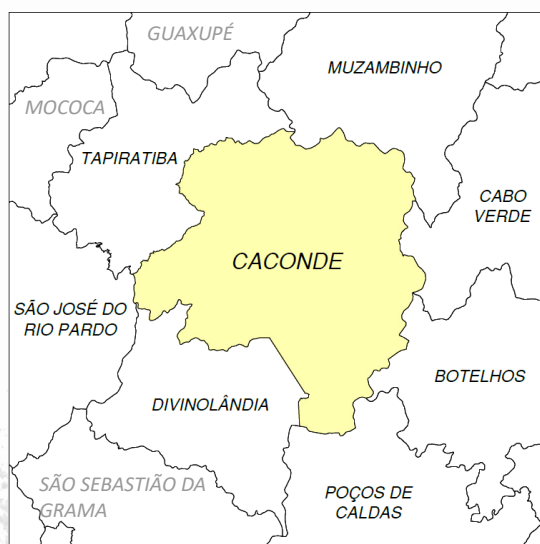 GUAXUPÉ
MUZAMBINHO
MOCOCA
TAPIRATIBA
CABO
VERDE
CACONDE
SÃO JOSÉ DO
RIO PARDO
BOTELHOS
DIVINOLÂNDIA
SÃO SEBASTIÃO DA
GRAMA
POÇOS DE
CALDAS